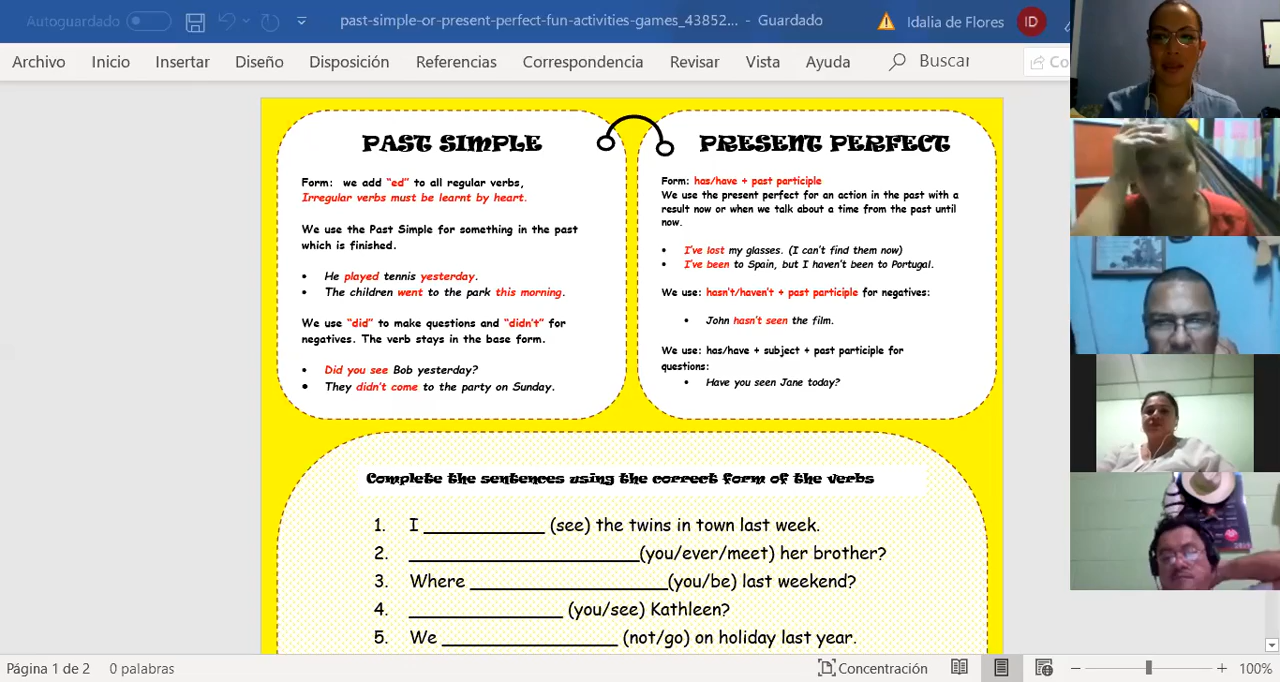 Autoguardado
past-simple-or-present-perfect-fun-activities-games_43852... - Guardado
Idalia de Flores
ID
Archivo Inicio Insertar Diseño Disposición Referencias Correspondencia Revisar Vista Ayuda Buscar Co
PAST SIMPLE
Form: we add "ed" to all regular verbs,
Irregular verbs must be learnt by heart.
We use the Past Simple for something in the past
which is finished.
• He played tennis yesterday.
• The children went to the park this morning.
We use "did" to make questions and "didn't" for
negatives. The verb stays in the base form.
• Did you see Bob yesterday?
• They didn't come to the party on Sunday.
PRESENT PERFECT
Form: has/have + past participle
We use the present perfect for an action in the past with a
result now or when we talk about a time from the past until
now.
• I've lost my glasses. (I can't find them now)
• I've been to Spain, but I haven't been to Portugal.
We use: hasn't/haven't + past participle for negatives:
• John hasn't seen the film.
We use: has/have + subject + past participle for
questions:
• Have you seen Jane today?
Complete the sentences using the correct form of the verbs
1. I ____________ (see) the twins in town last week.
2. _______________________(you/ever/meet) her brother?
3. Where ____________________(you/be) last weekend?
4. _______________ (you/see) Kathleen?
5. We __________________ (not/go) on holiday last year.
Página 1 de 2 0 palabras Concentración 100%